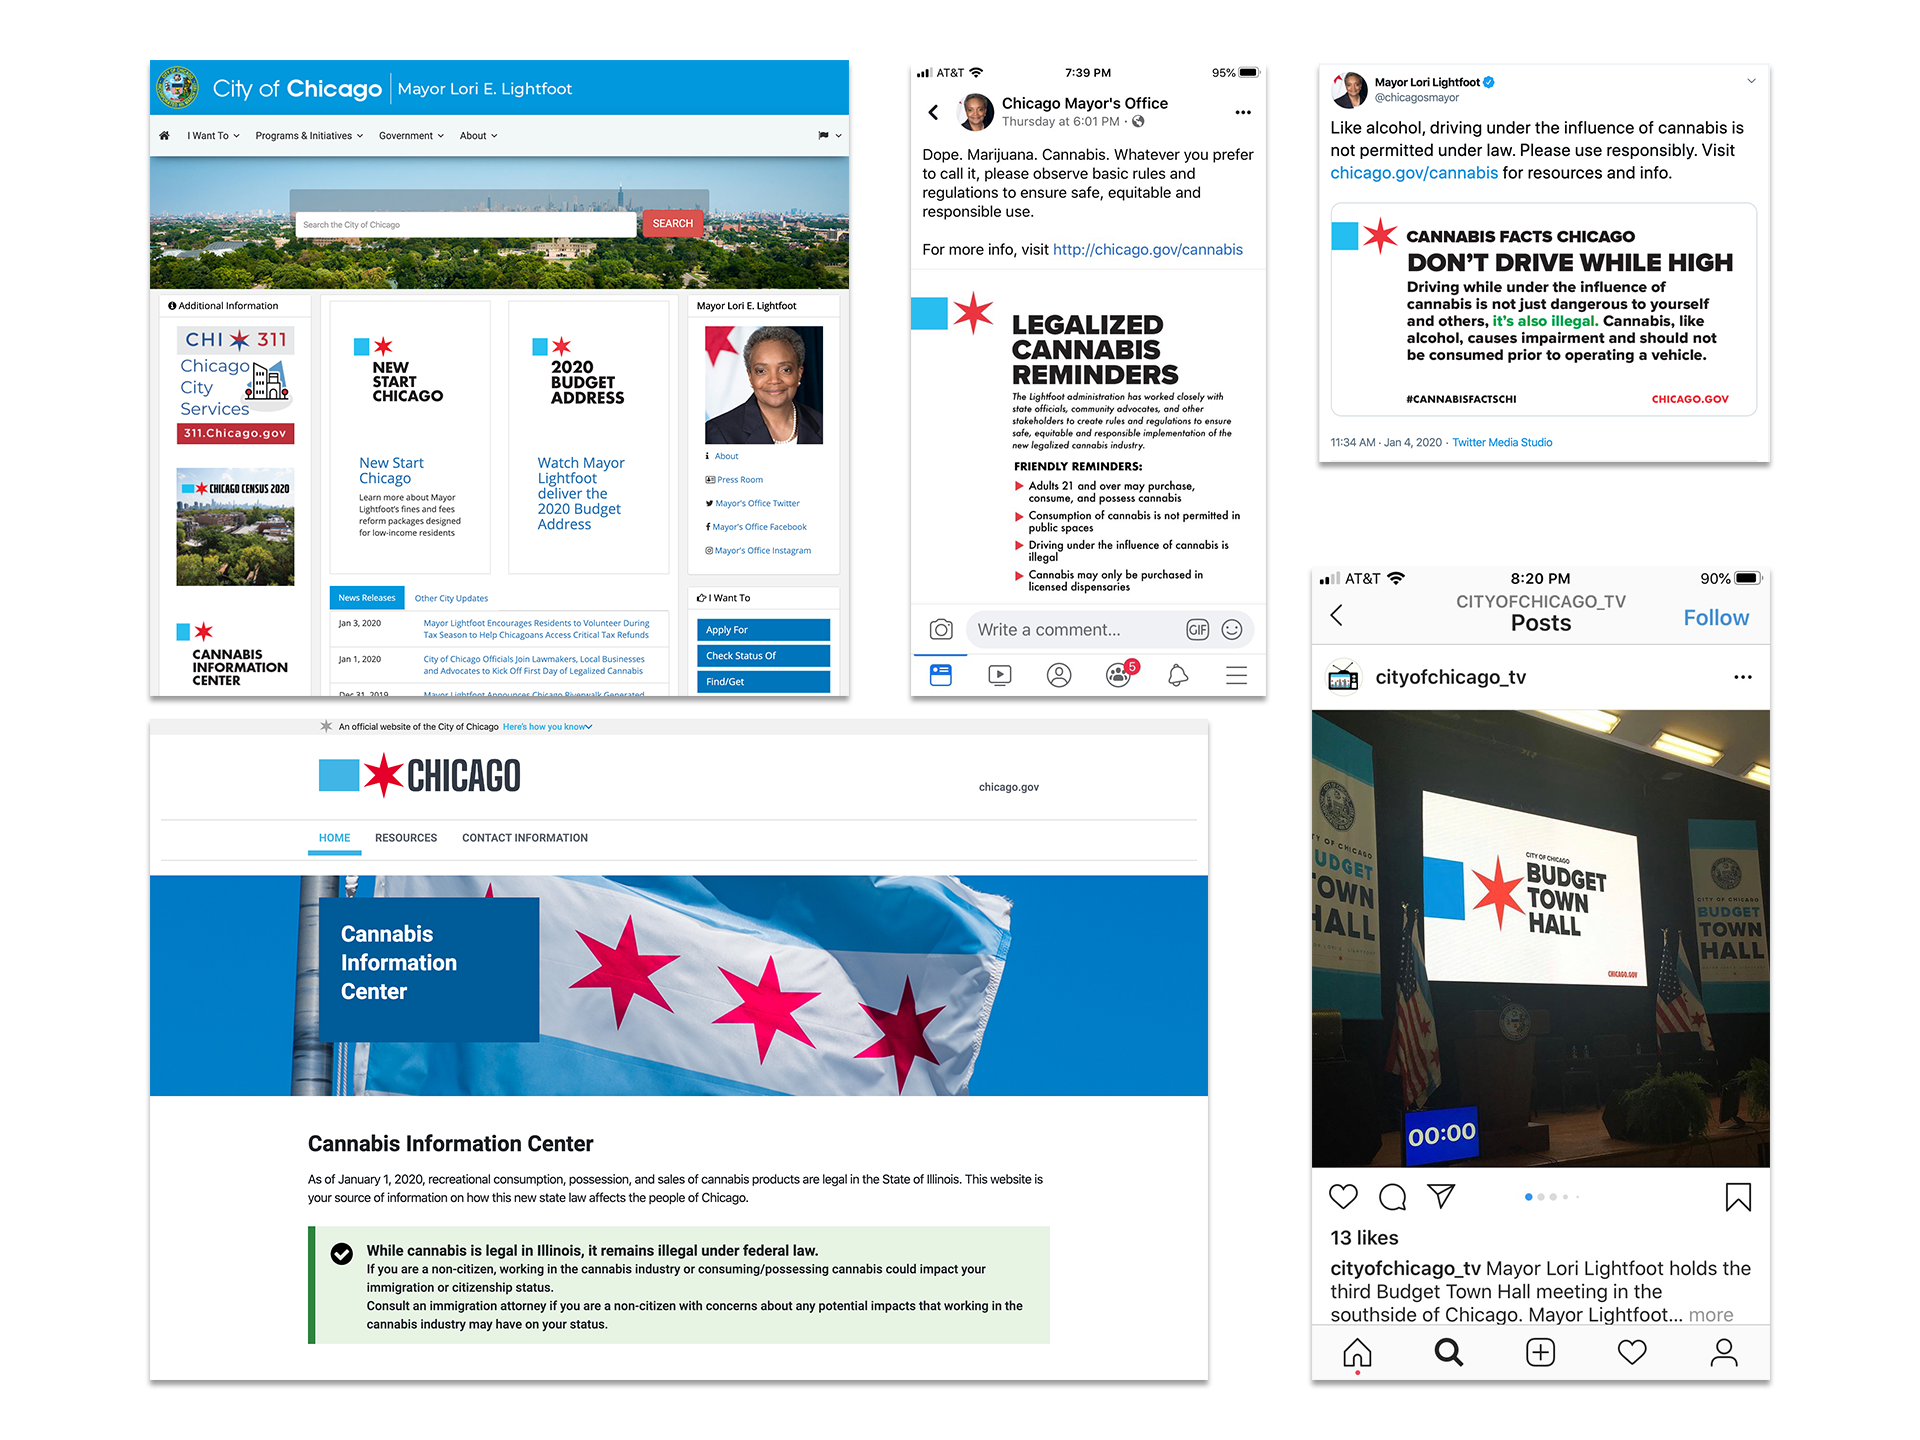 City of Chicago | Mayor Lori E. Lightfoot
I Want To
Programs & Initiatives
Government
About
Search the City of Chicago
SEARCH
Additional Information
CHI 311
Chicago
City
Services
311.Chicago.gov
CHICAGO CENSUS 2020
CANNABIS
INFORMATION
CENTER
NEW
START
CHICAGO
New Start
Chicago
Learn more about Mayor
Lightfoot's fines and fees
reform packages designed
for low-income residents
2020
BUDGET
ADDRESS
Watch Mayor
Lightfoot
deliver the
2020 Budget
Address
News Releases
Other City Updates
Jan 3, 2020
Mayor Lightfoot Encourages Residents to Volunteer During
Tax Season to Help Chicagoans Access Critical Tax Refunds
Jan 1, 2020
City of Chicago Officials Join Lawmakers, Local Businesses
and Advocates to Kick Off First Day of Legalized Cannabis
Dec 31, 2019
Mayor Lightfoot Announces Chicago Riverwalk Generated
Mayor Lori E. Lightfoot
About
Press Room
Mayor's Office Twitter
Mayor's Office Facebook
Mayor's Office Instagram
I Want To
Apply For
Check Status Of
Find/Get
AT&T
7:39 PM
95%
Chicago Mayor's Office
Thursday at 6:01 PM ·
Dope. Marijuana. Cannabis. Whatever you prefer
to call it, please observe basic rules and
regulations to ensure safe, equitable and
responsible use.
For more info, visit http://chicago.gov/cannabis
LEGALIZED
CANNABIS
REMINDERS
The Lightfoot administration has worked closely with
state officials, community advocates, and other
stakeholders to create rules and regulations to ensure
safe, equitable and responsible implementation of the
new legalized cannabis industry.
FRIENDLY REMINDERS:
Adults 21 and over may purchase,
consume, and possess cannabis
Consumption of cannabis is not permitted in
public spaces
Driving under the influence of cannabis is
illegal
Cannabis may only be purchased in
licensed dispensaries
Write a comment...
GIF
5
Mayor Lori Lightfoot
@chicagosmayor
Like alcohol, driving under the influence of cannabis is
not permitted under law. Please use responsibly. Visit
chicago.gov/cannabis for resources and info.
CANNABIS FACTS CHICAGO
DON'T DRIVE WHILE HIGH
Driving while under the influence of
cannabis is not just dangerous to yourself
and others, it's also illegal. Cannabis, like
alcohol, causes impairment and should not
be consumed prior to operating a vehicle.
#CANNABISFACTSCHI
CHICAGO.GOV
11:34 AM · Jan 4, 2020 · Twitter Media Studio
An official website of the City of Chicago Here's how you know
CHICAGO
chicago.gov
HOME
RESOURCES
CONTACT INFORMATION
Cannabis
Information
Center
Cannabis Information Center
As of January 1, 2020, recreational consumption, possession, and sales of cannabis products are legal in the State of Illinois. This website is
your source of information on how this new state law affects the people of Chicago.
While cannabis is legal in Illinois, it remains illegal under federal law.
If you are a non-citizen, working in the cannabis industry or consuming/possessing cannabis could impact your
immigration or citizenship status.
Consult an immigration attorney if you are a non-citizen with concerns about any potential impacts that working in the
cannabis industry may have on your status.
AT&T
8:20 PM
90%
CITYOFCHICAGO_TV
Posts
Follow
cityofchicago_tv
CITY OF CHICAGO
BUDGET
TOWN
HALL
CHICAGO.GOV
CITY OF CHICAGO
BUDGET
TOWN
HALL
00:00
13 likes
cityofchicago_tv Mayor Lori Lightfoot holds the
third Budget Town Hall meeting in the
southside of Chicago. Mayor Lightfoot... more